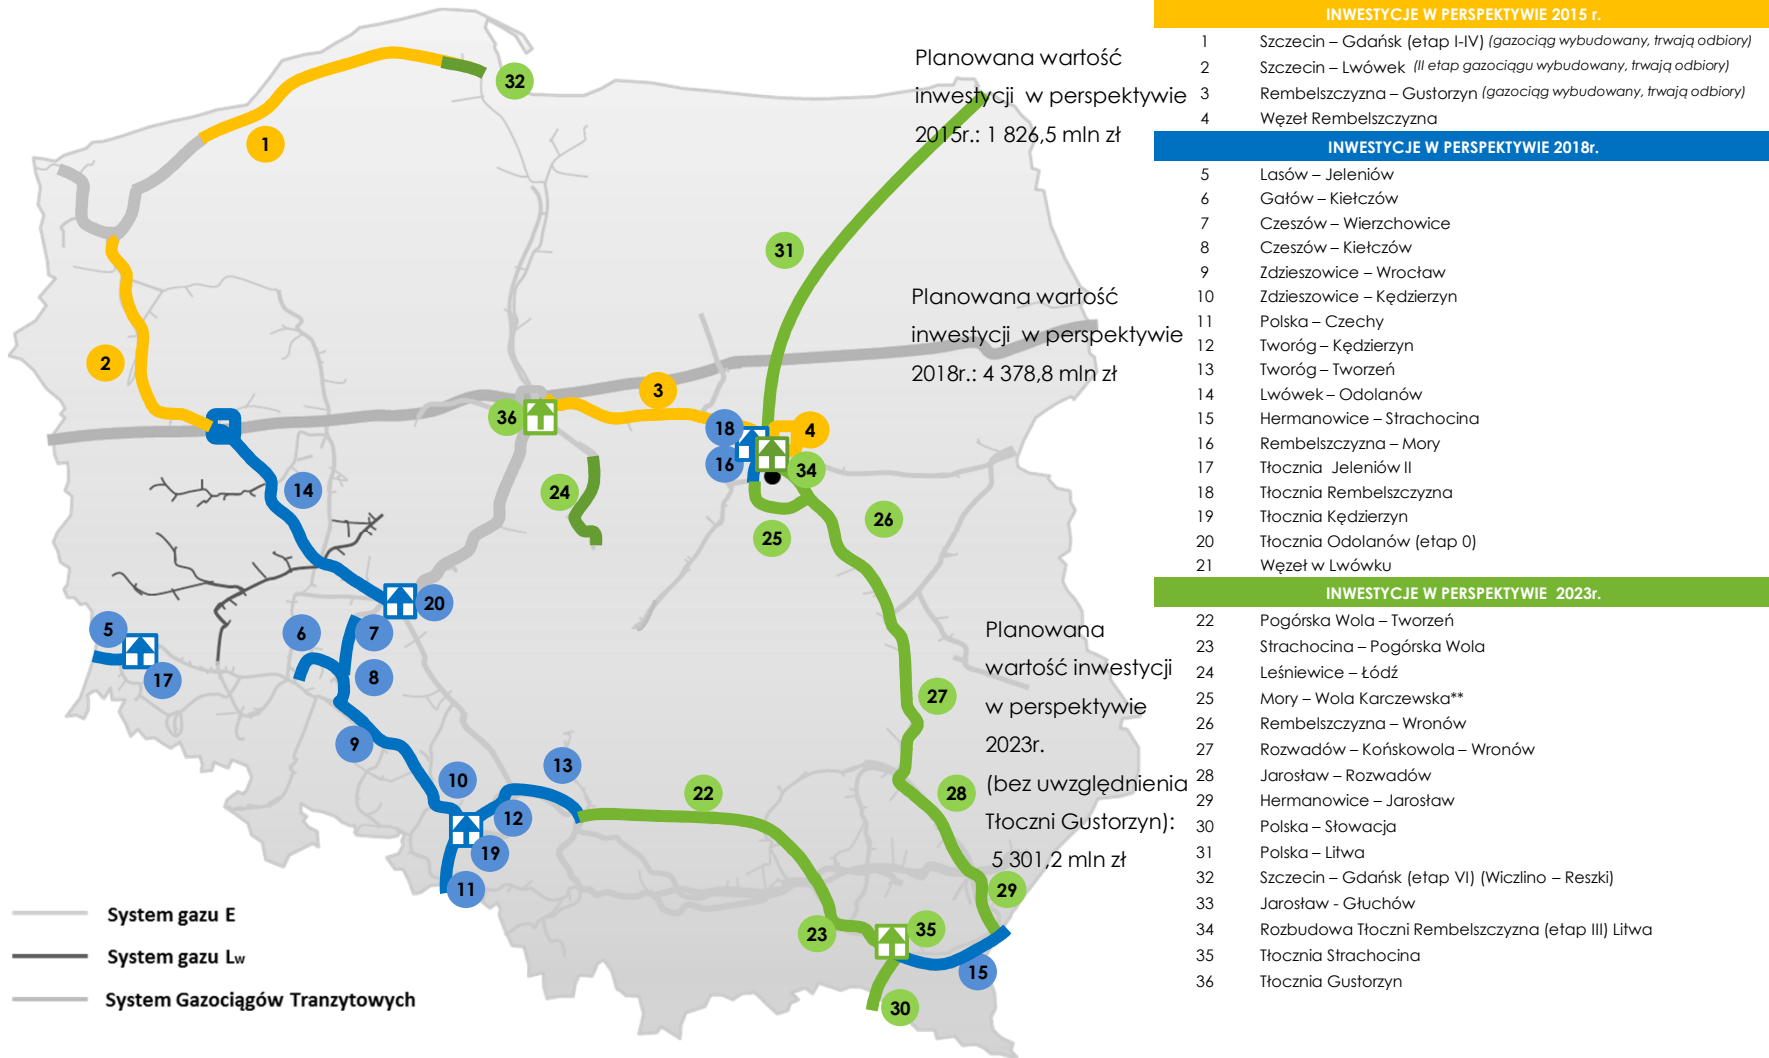 Planowana wartość
inwestycji w perspektywie
2015r.: 1 826,5 mln zł
Planowana wartość
inwestycji w perspektywie
2018r.: 4 378,8 mln zł
Planowana
wartość inwestycji
w perspektywie
2023r.
(bez uwzględnienia
Tłoczni Gustorzyn):
5 301,2 mln zł
INWESTYCJE W PERSPEKTYWIE 2015 r.
1 Szczecin – Gdańsk (etap I-IV) (gazociąg wybudowany, trwają odbiory)
2 Szczecin – Lwówek (II etap gazociągu wybudowany, trwają odbiory)
3 Rembelszczyzna – Gustorzyn (gazociąg wybudowany, trwają odbiory)
4 Węzeł Rembelszczyzna
INWESTYCJE W PERSPEKTYWIE 2018r.
5 Lasów – Jeleniów
6 Gałów – Kiełczów
7 Czeszów – Wierzchowice
8 Czeszów – Kiełczów
9 Zdzieszowice – Wrocław
10 Zdzieszowice – Kędzierzyn
11 Polska – Czechy
12 Tworóg – Kędzierzyn
13 Tworóg – Tworzeń
14 Lwówek – Odolanów
15 Hermanowice – Strachocina
16 Rembelszczyzna – Mory
17 Tłocznia Jeleniów II
18 Tłocznia Rembelszczyzna
19 Tłocznia Kędzierzyn
20 Tłocznia Odolanów (etap 0)
21 Węzeł w Lwówku
INWESTYCJE W PERSPEKTYWIE 2023r.
22 Pogórska Wola – Tworzeń
23 Strachocina – Pogórska Wola
24 Leśniewice – Łódź
25 Mory – Wola Karczewska**
26 Rembelszczyzna – Wronów
27 Rozwadów – Końskowola – Wronów
28 Jarosław – Rozwadów
29 Hermanowice – Jarosław
30 Polska – Słowacja
31 Polska – Litwa
32 Szczecin – Gdańsk (etap VI) (Wiczlino – Reszki)
33 Jarosław - Głuchów
34 Rozbudowa Tłoczni Rembelszczyzna (etap III) Litwa
35 Tłocznia Strachocina
36 Tłocznia Gustorzyn
32
1
31
2
3
36
18
4
16
34
14
24
26
25
20
5
6
7
17
8
27
9
13
10
22
28
12
19
11
29
23
35
15
30
System gazu E
System gazu Lw
System Gazociągów Tranzytowych